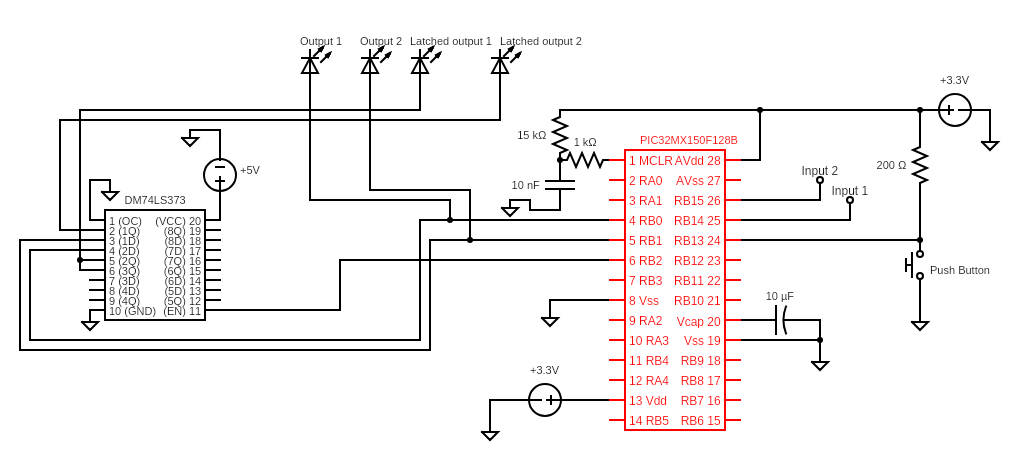 Output 1
Output 2
Latched output 1
Latched output 2
+3.3V
15 kΩ
1 kΩ
PIC32MX150F128B
+5V
10 nF
200 Ω
Input 2
Input 1
DM74LS373
1 (OC) (VCC) 20
2 (1Q) (8Q) 19
3 (1D) (8D) 18
4 (2D) (7D) 17
5 (2Q) (7Q) 16
6 (3Q) (6Q) 15
7 (3D) (6D) 14
8 (4D) (5D) 13
9 (4Q) (5Q) 12
10 (GND) (EN) 11
1 MCLR AVdd 28
2 RA0 AVss 27
3 RA1 RB15 26
4 RB0 RB14 25
5 RB1 RB13 24
6 RB2 RB12 23
7 RB3 RB11 22
8 Vss RB10 21
9 RA2 Vcap 20
10 RA3 Vss 19
11 RB4 RB9 18
12 RA4 RB8 17
13 Vdd RB7 16
14 RB5 RB6 15
Push Button
10 µF
+3.3V